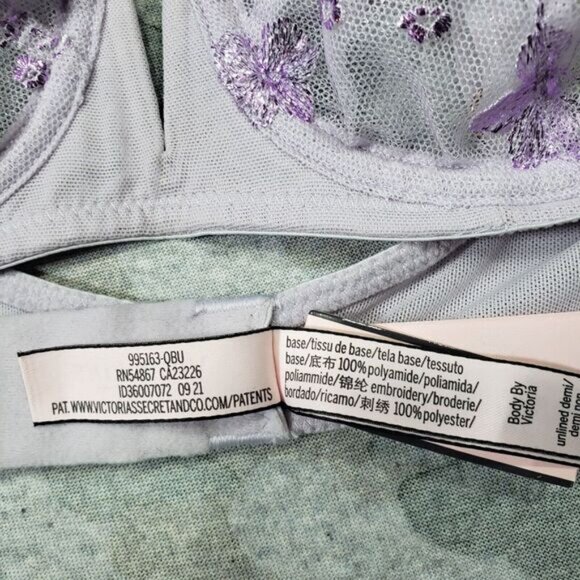 995163-QBU
RN54867 CA23226
ID36007072 09 21
PAT. WWW.VICTORIASSECRETANDCO.COM/PATENTS
base/tissu de base/tela base/tessuto
base/底布 100%polyamide/poliamida/
poliammide/锦纶 embroidery/broderie/
bordado/ricamo/刺绣 100%polyester/
Body By
Victoria
unlined demi/